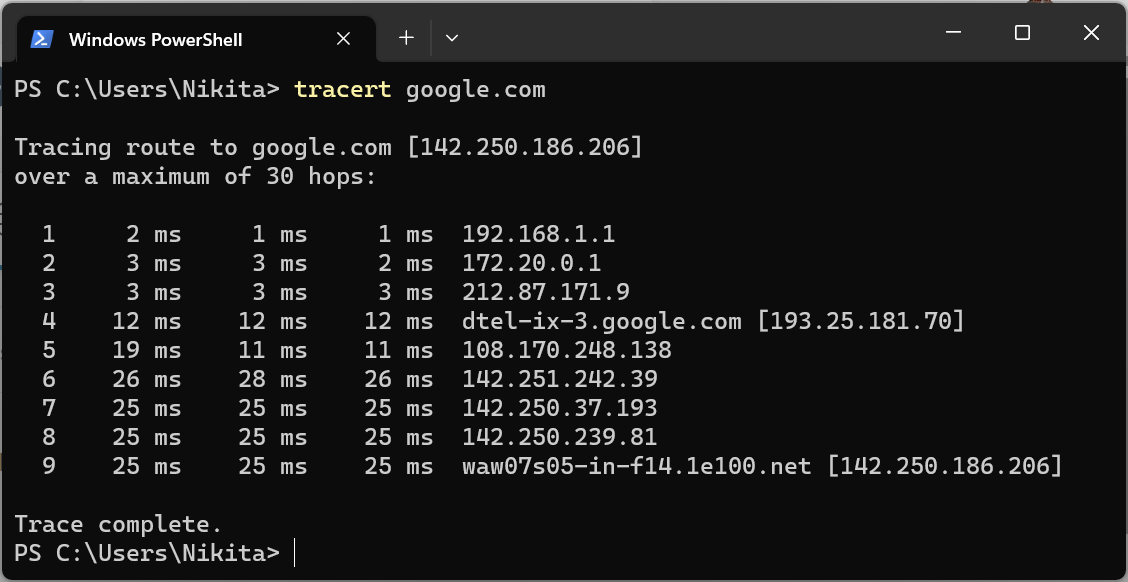 Windows PowerShell
PS C:\Users\Nikita> tracert google.com
Tracing route to google.com [142.250.186.206]
over a maximum of 30 hops:
1 2 ms 1 ms 1 ms 192.168.1.1
2 3 ms 3 ms 2 ms 172.20.0.1
3 3 ms 3 ms 3 ms 212.87.171.9
4 12 ms 12 ms 12 ms dtel-ix-3.google.com [193.25.181.70]
5 19 ms 11 ms 11 ms 108.170.248.138
6 26 ms 28 ms 26 ms 142.251.242.39
7 25 ms 25 ms 25 ms 142.250.37.193
8 25 ms 25 ms 25 ms 142.250.239.81
9 25 ms 25 ms 25 ms waw07s05-in-f14.1e100.net [142.250.186.206]
Trace complete.
PS C:\Users\Nikita>